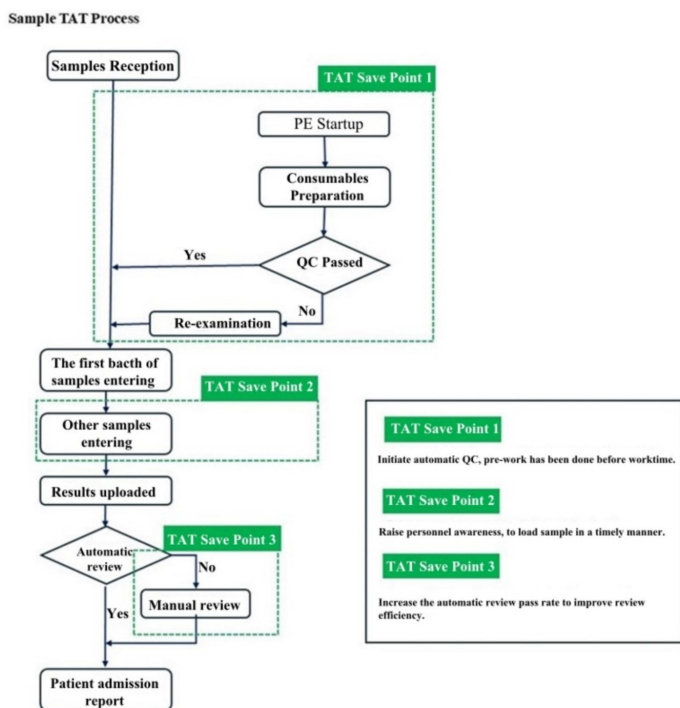 Sample TAT Process
Samples Reception
TAT Save Point 1
PE Startup
Consumables
Preparation
QC Passed
Yes
No
Re-examination
The first bacth of
samples entering
TAT Save Point 2
Other samples
entering
Results uploaded
Automatic
review
TAT Save Point 3
No
Manual review
Yes
Patient admission
report
TAT Save Point 1
Initiate automatic QC, pre-work has been done before worktime.
TAT Save Point 2
Raise personnel awareness, to load sample in a timely manner.
TAT Save Point 3
Increase the automatic review pass rate to improve review
efficiency.